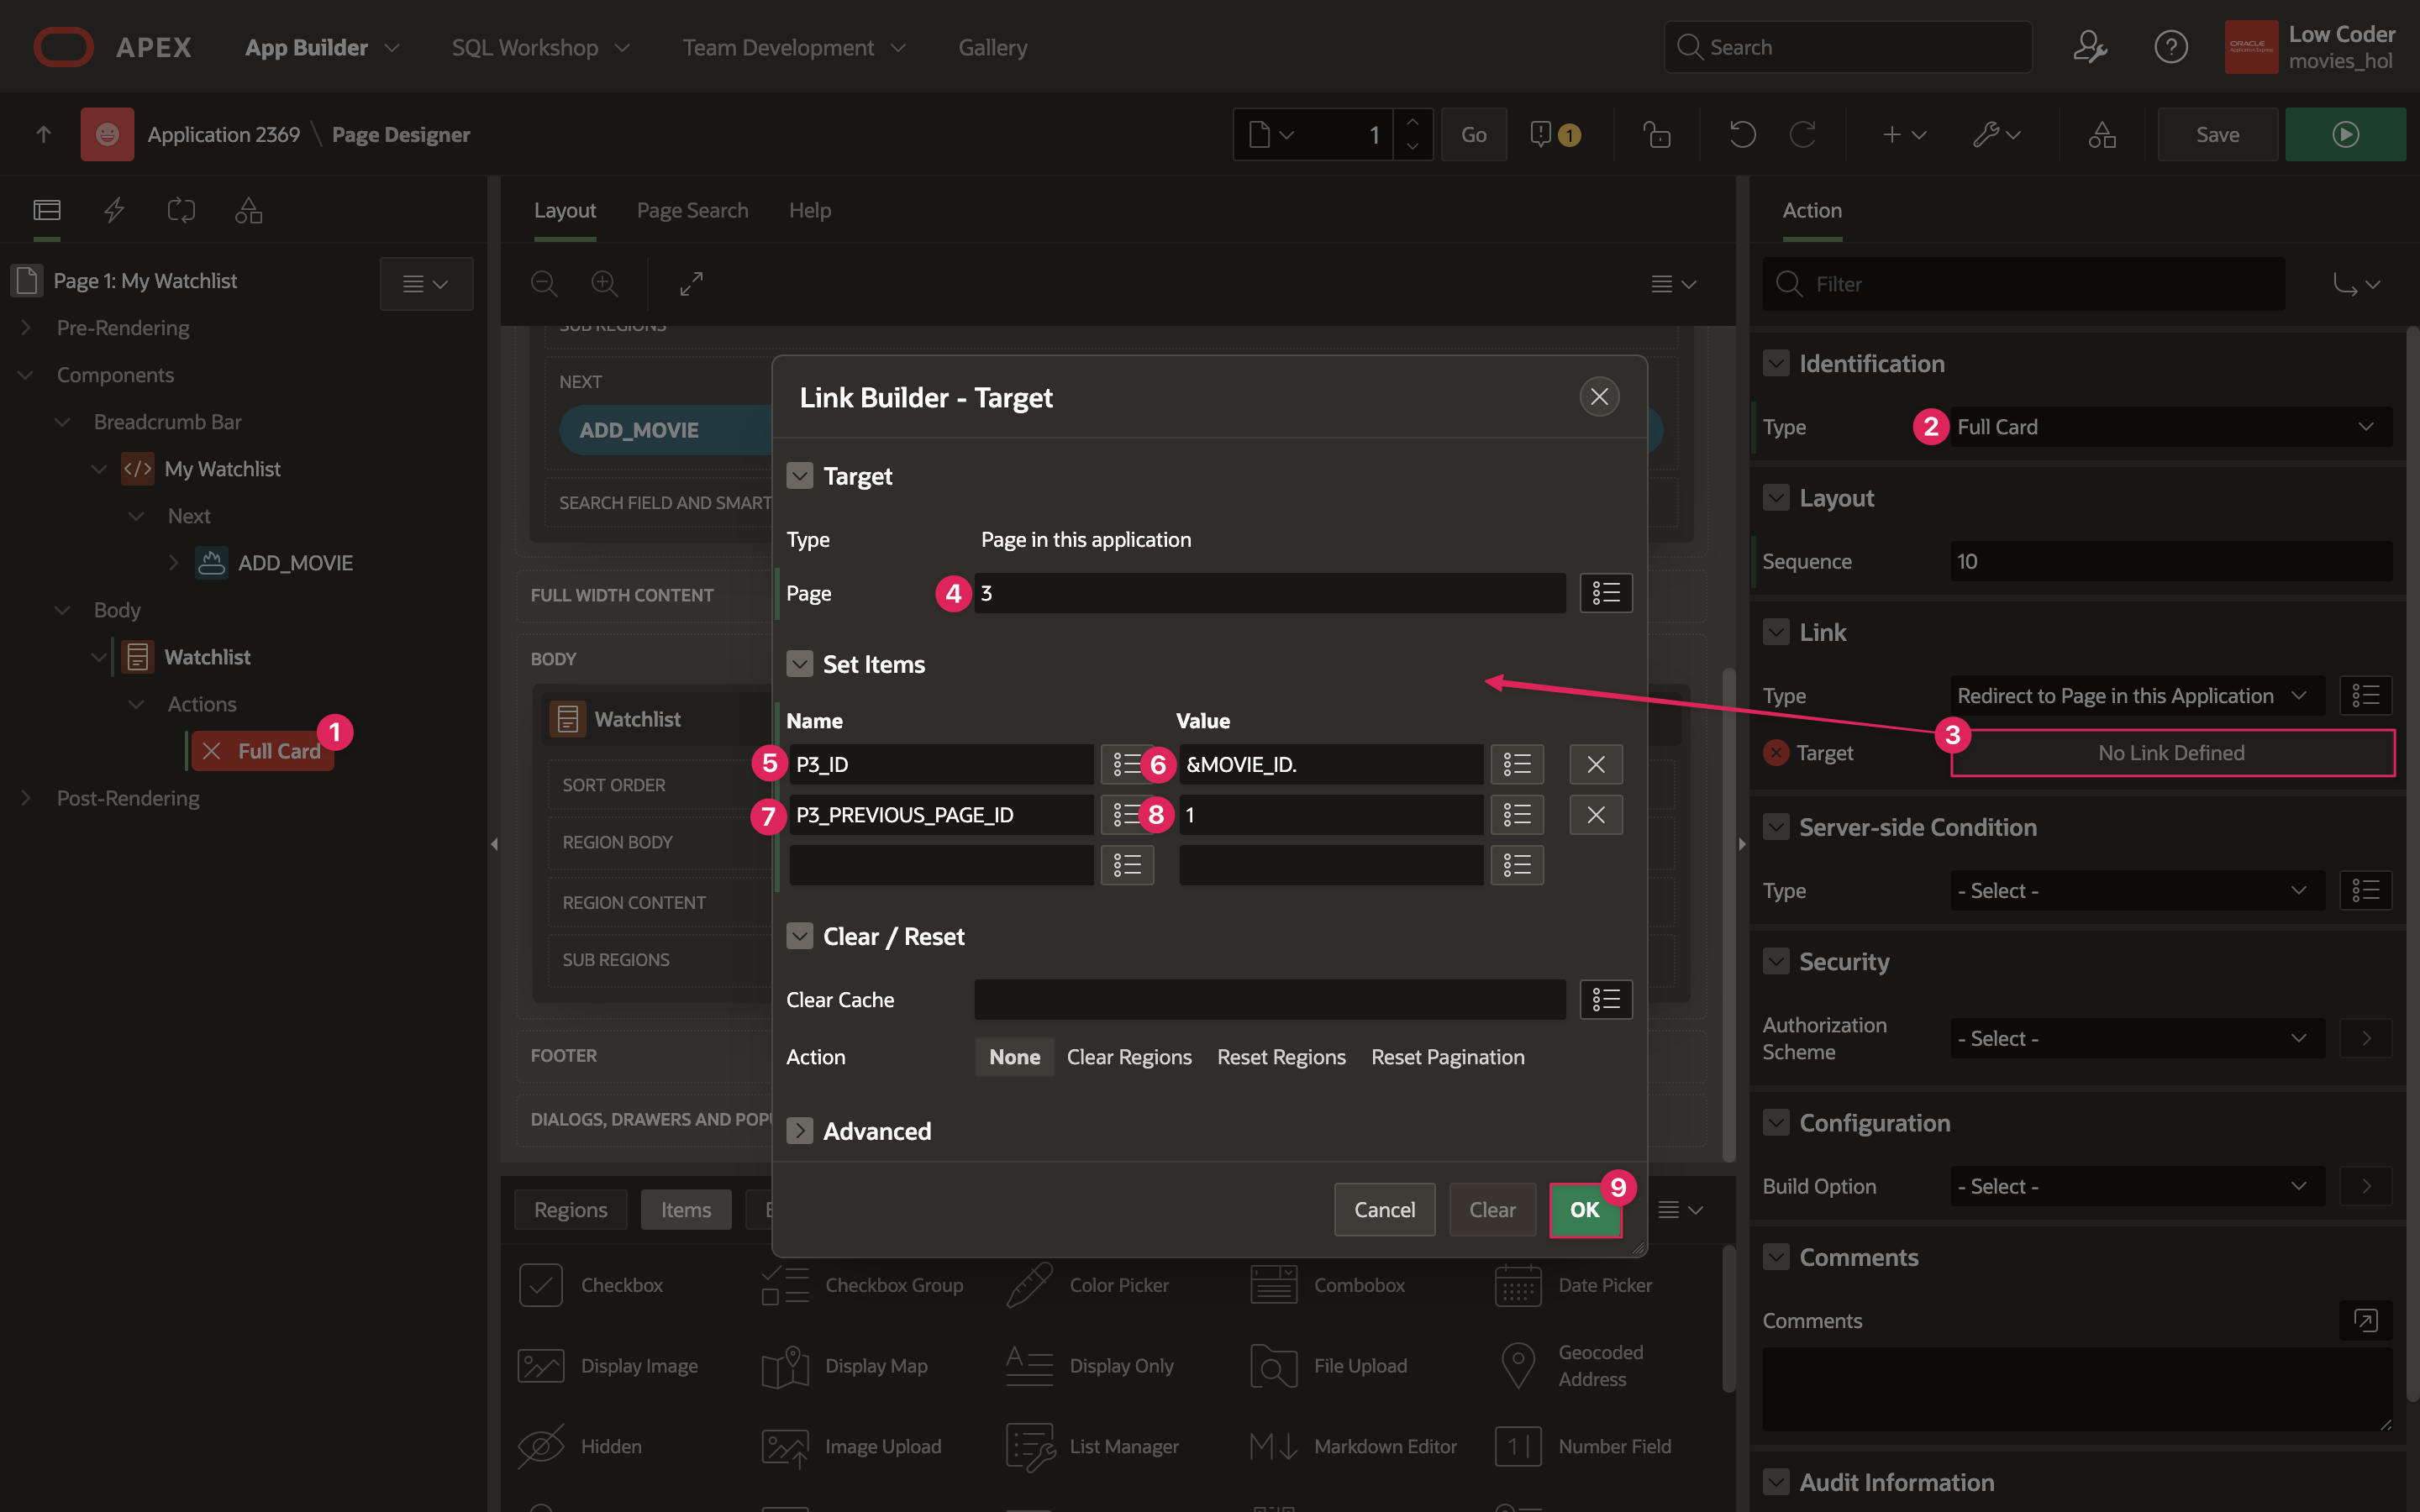 APEX
App Builder
SQL Workshop
Team Development
Gallery
Search
Low Coder
movies_hol
ORACLE
Application 2369 \ Page Designer
1
Go
1
Save
Page 1: My Watchlist
Pre-Rendering
Components
Breadcrumb Bar
My Watchlist
Next
ADD_MOVIE
Body
Watchlist
Actions
Full Card
1
Post-Rendering
Layout
Page Search
Help
SUB REGIONS
NEXT
ADD_MOVIE
SEARCH FIELD AND SMART
FULL WIDTH CONTENT
BODY
Watchlist
SORT ORDER
REGION BODY
REGION CONTENT
SUB REGIONS
FOOTER
DIALOGS, DRAWERS AND POPU
Link Builder - Target
Target
Type Page in this application
Page 4 3
Set Items
Name Value
5 P3_ID 6 &MOVIE_ID.
7 P3_PREVIOUS_PAGE_ID 8 1
Clear / Reset
Clear Cache
Action None Clear Regions Reset Regions Reset Pagination
Advanced
Cancel
Clear
OK
9
Regions
Items
Checkbox
Checkbox Group
Color Picker
Combobox
Date Picker
Display Image
Display Map
Display Only
File Upload
Geocoded
Address
Hidden
Image Upload
List Manager
Markdown Editor
Number Field
Action
Filter
Identification
Type 2 Full Card
Layout
Sequence 10
Link
Type Redirect to Page in this Application
3
Target No Link Defined
Server-side Condition
Type - Select -
Security
Authorization
Scheme
- Select -
Configuration
Build Option - Select -
Comments
Comments
Audit Information